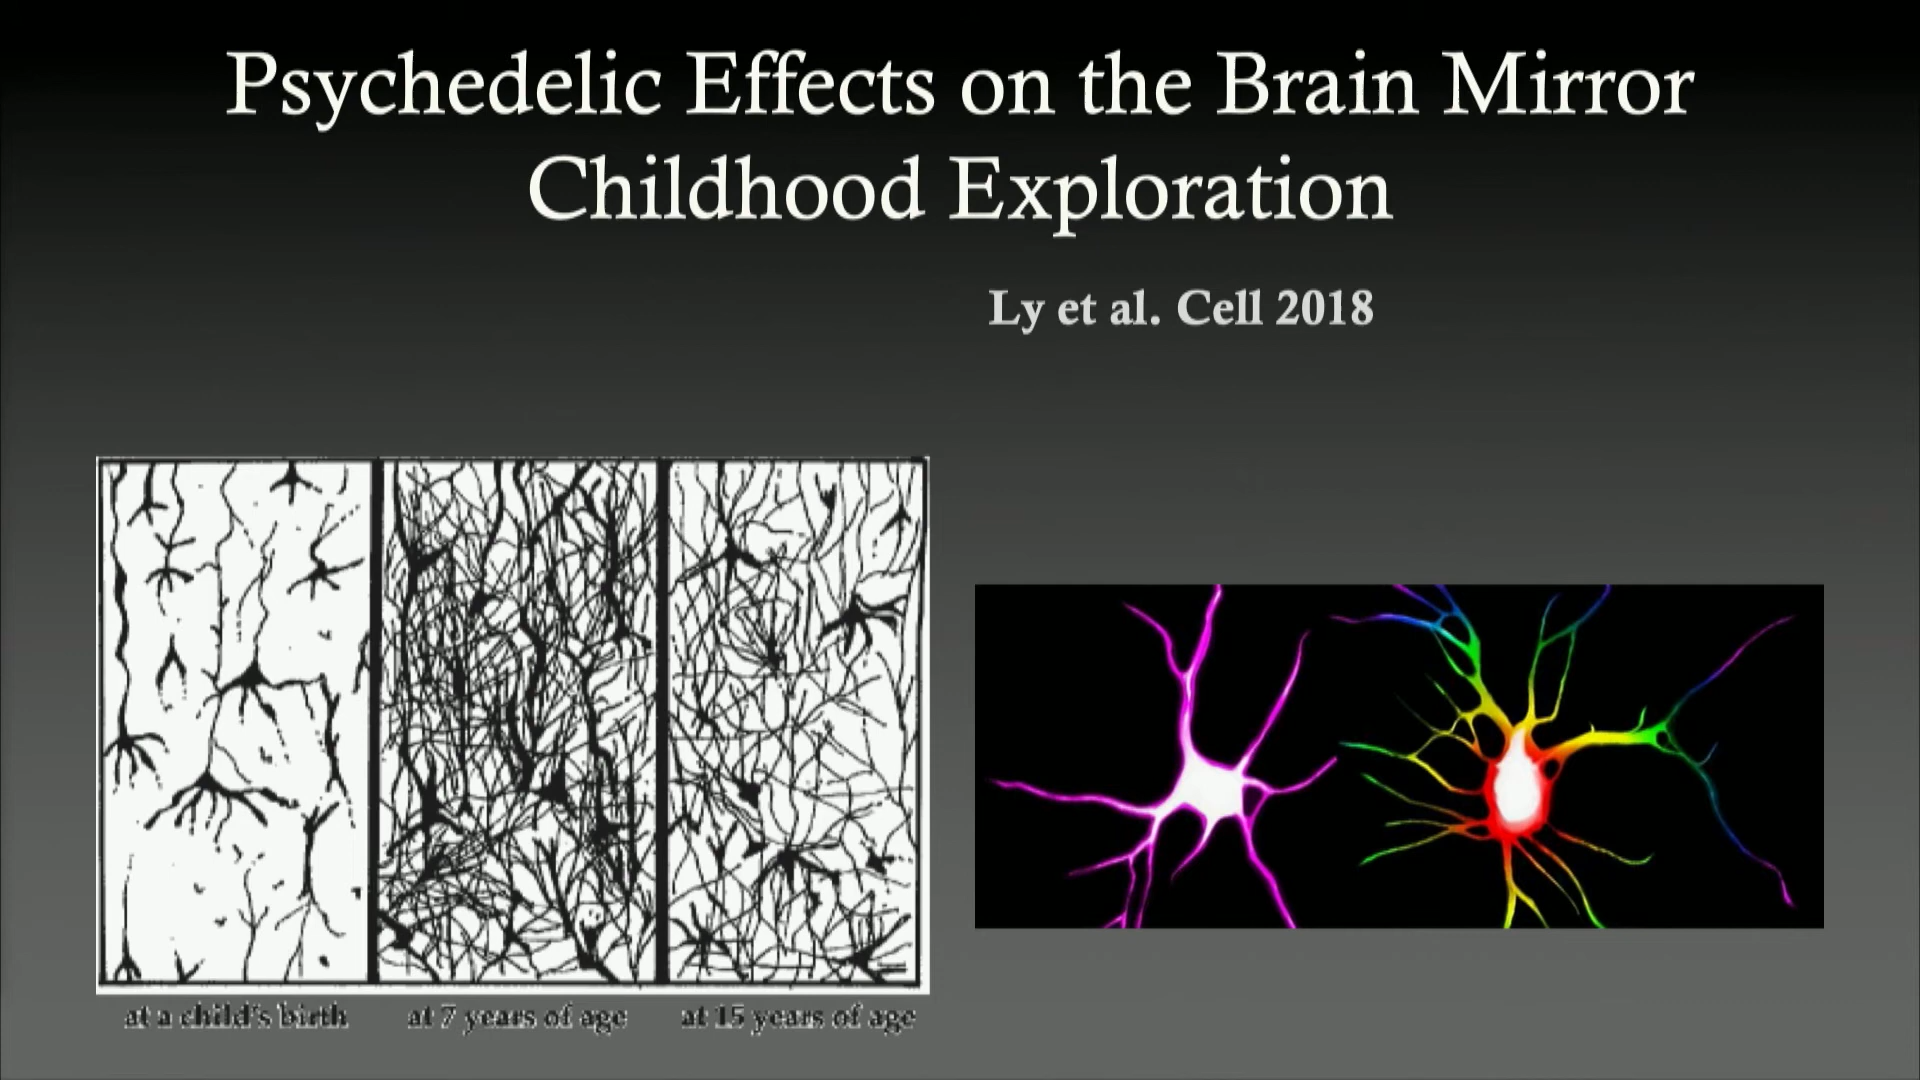 Psychedelic Effects on the Brain Mirror
Childhood Exploration
Ly et al. Cell 2018
at a child's birth
at 7 years of age
at 15 years of age